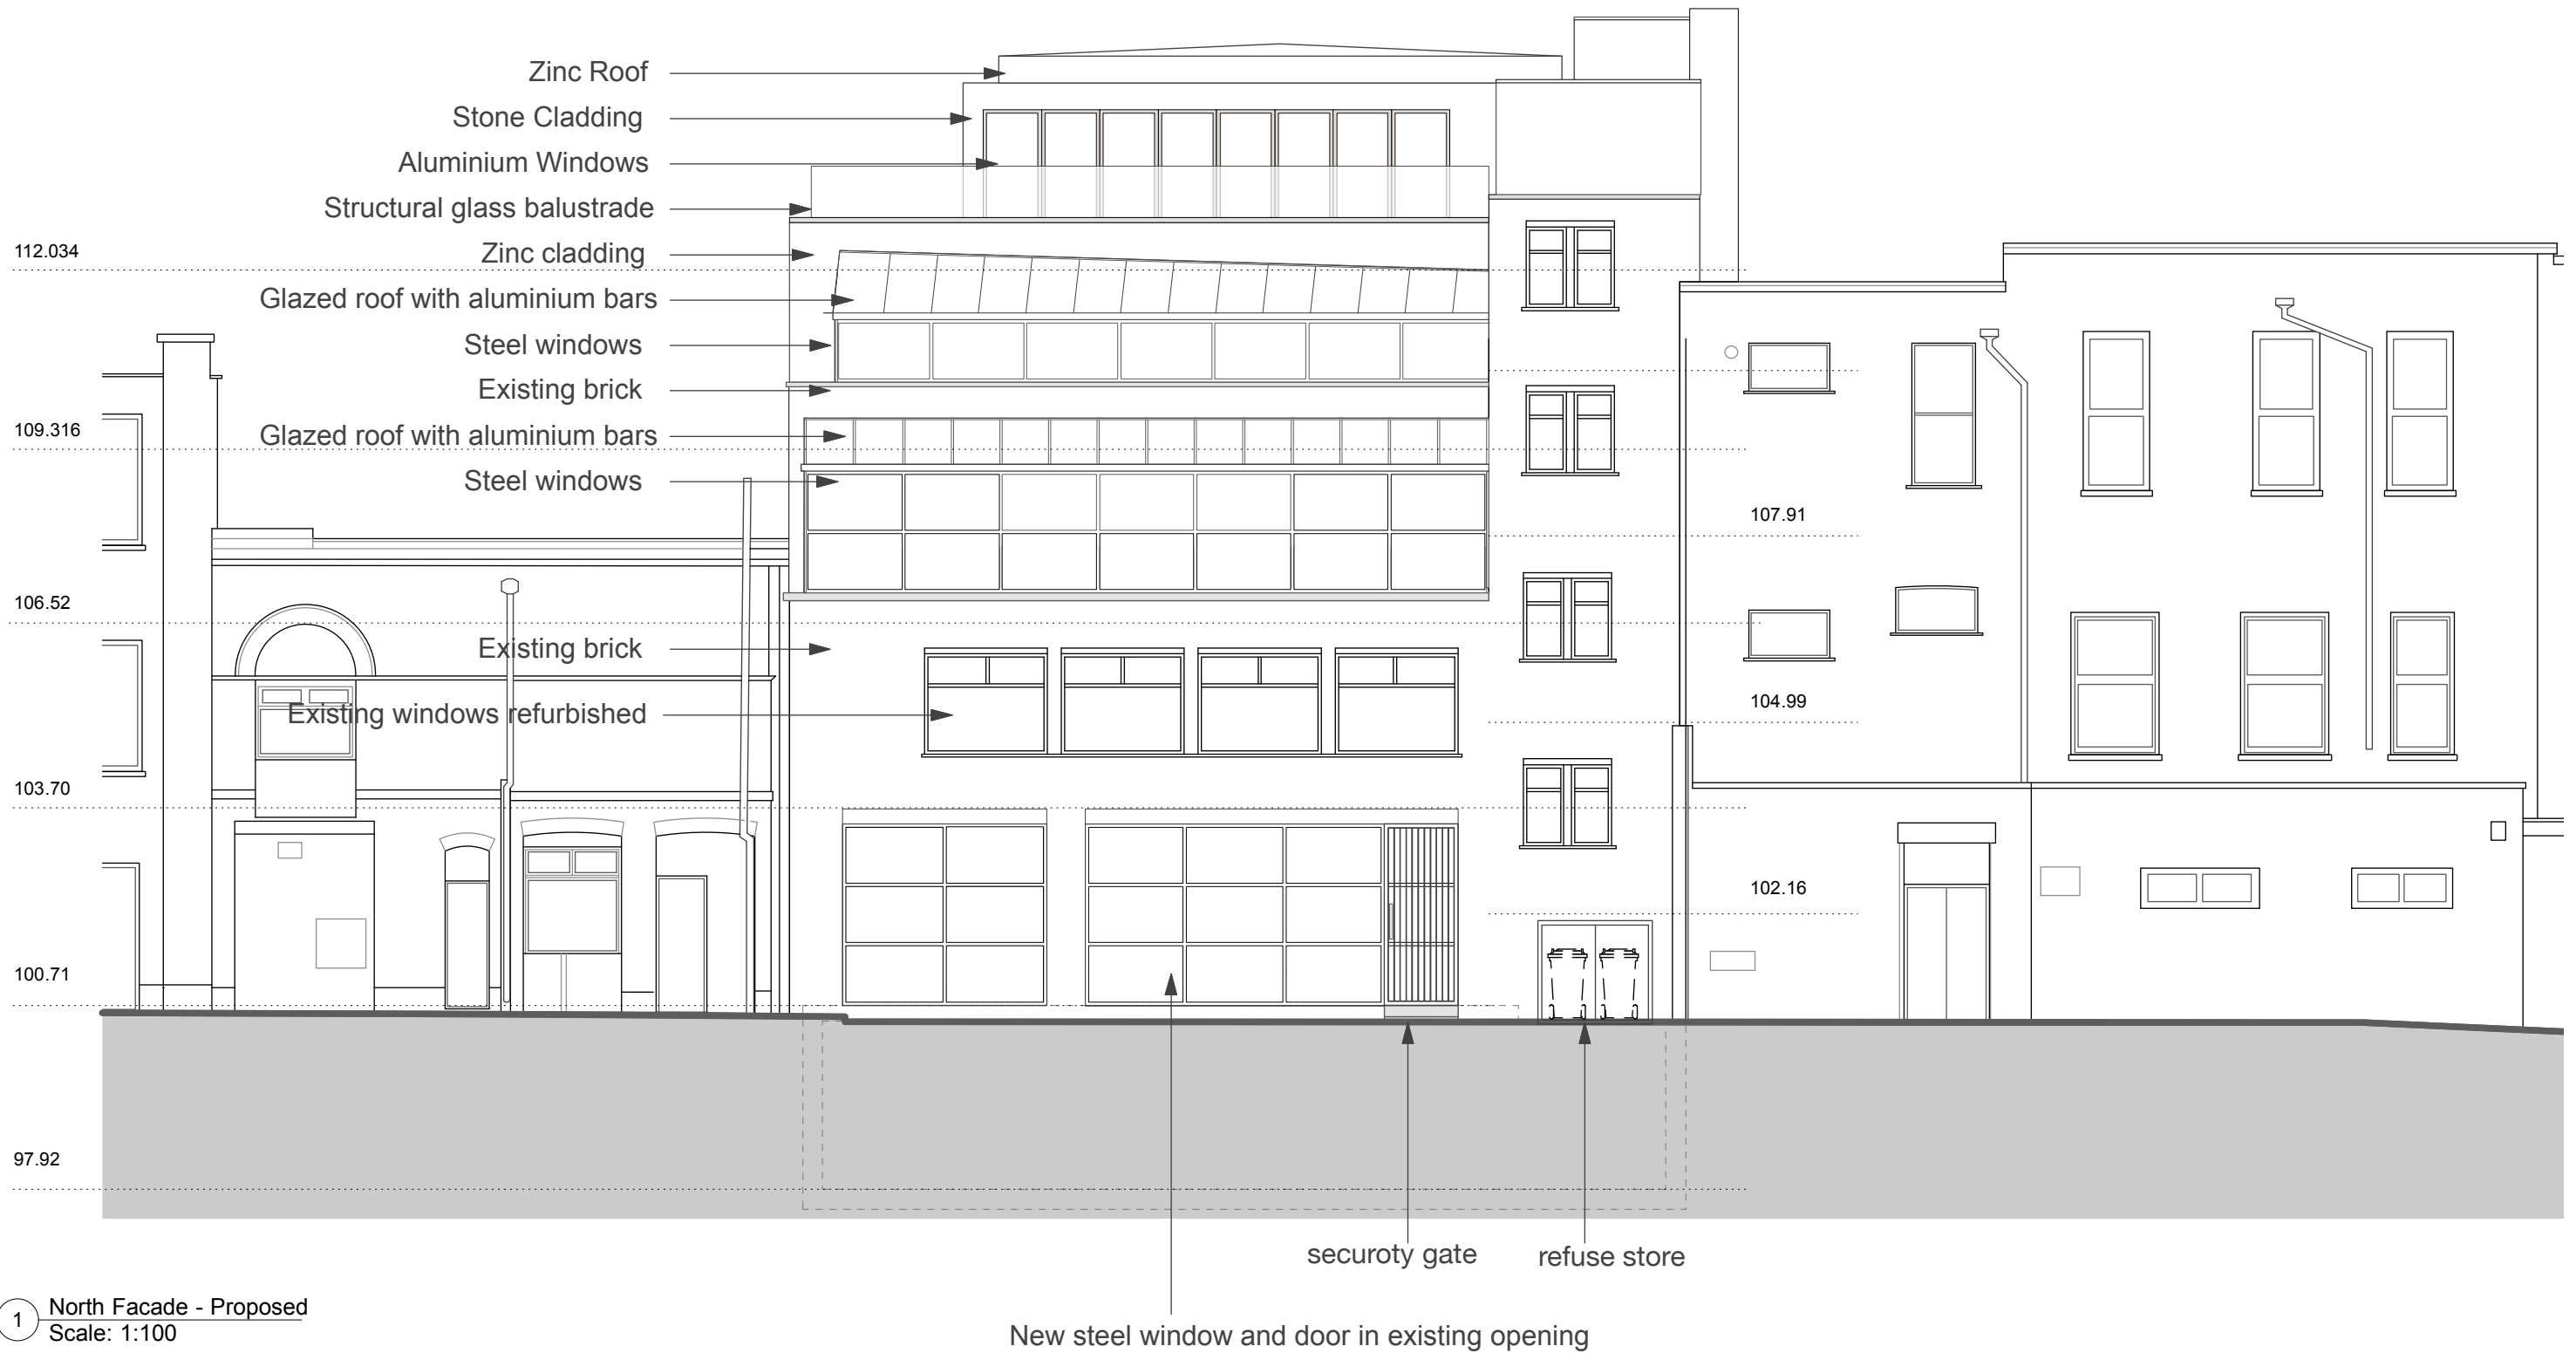 Zinc Roof
Stone Cladding
Aluminium Windows
Structural glass balustrade
112.034
Zinc cladding
Glazed roof with aluminium bars
Steel windows
Existing brick
109.316
Glazed roof with aluminium bars
Steel windows
107.91
106.52
Existing brick
104.99
Existing windows refurbished
103.70
102.16
100.71
97.92
securoty gate
refuse store
1
North Facade - Proposed
Scale: 1:100
New steel window and door in existing opening